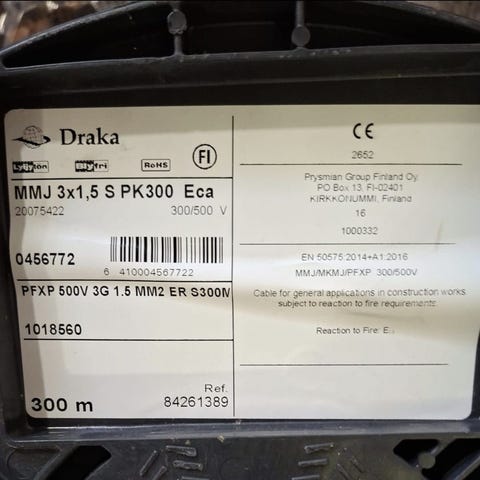 Draka
Lyijytön Blyfri RoHS FI
MMJ 3x1,5 S PK300 Eca
20075422 300/500 V
0456772
6 410004 567722
PFXP 500V 3G 1.5 MM2 ER S300M
1018560
Ref.
300 m 84261389
CE
2652
Prysmian Group Finland Oy
PO Box 13, FI-02401
KIRKKONUMMI, Finland
16
1000332
EN 50575:2014+A1:2016
MMJ/MKMJ/PFXP 300/500V
Cable for general applications in construction works
subject to reaction to fire requirements.
Reaction to Fire: